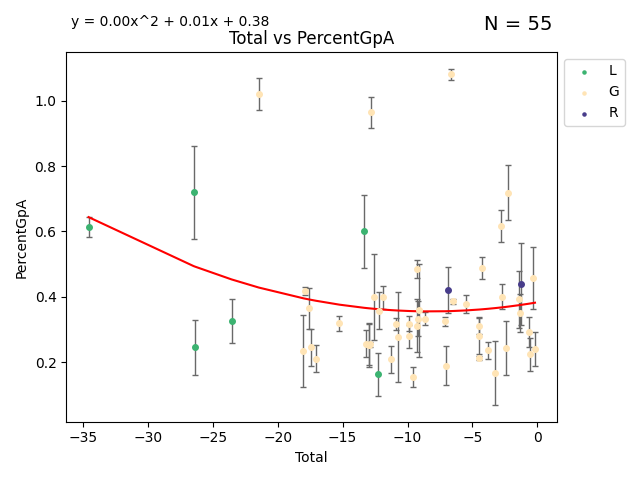 y = 0.00x^2 + 0.01x + 0.38
N = 55
Total vs PercentGpA
L
G
R
PercentGpA
1.0
0.8
0.6
0.4
0.2
−35
−30
−25
−20
−15
−10
−5
0
Total